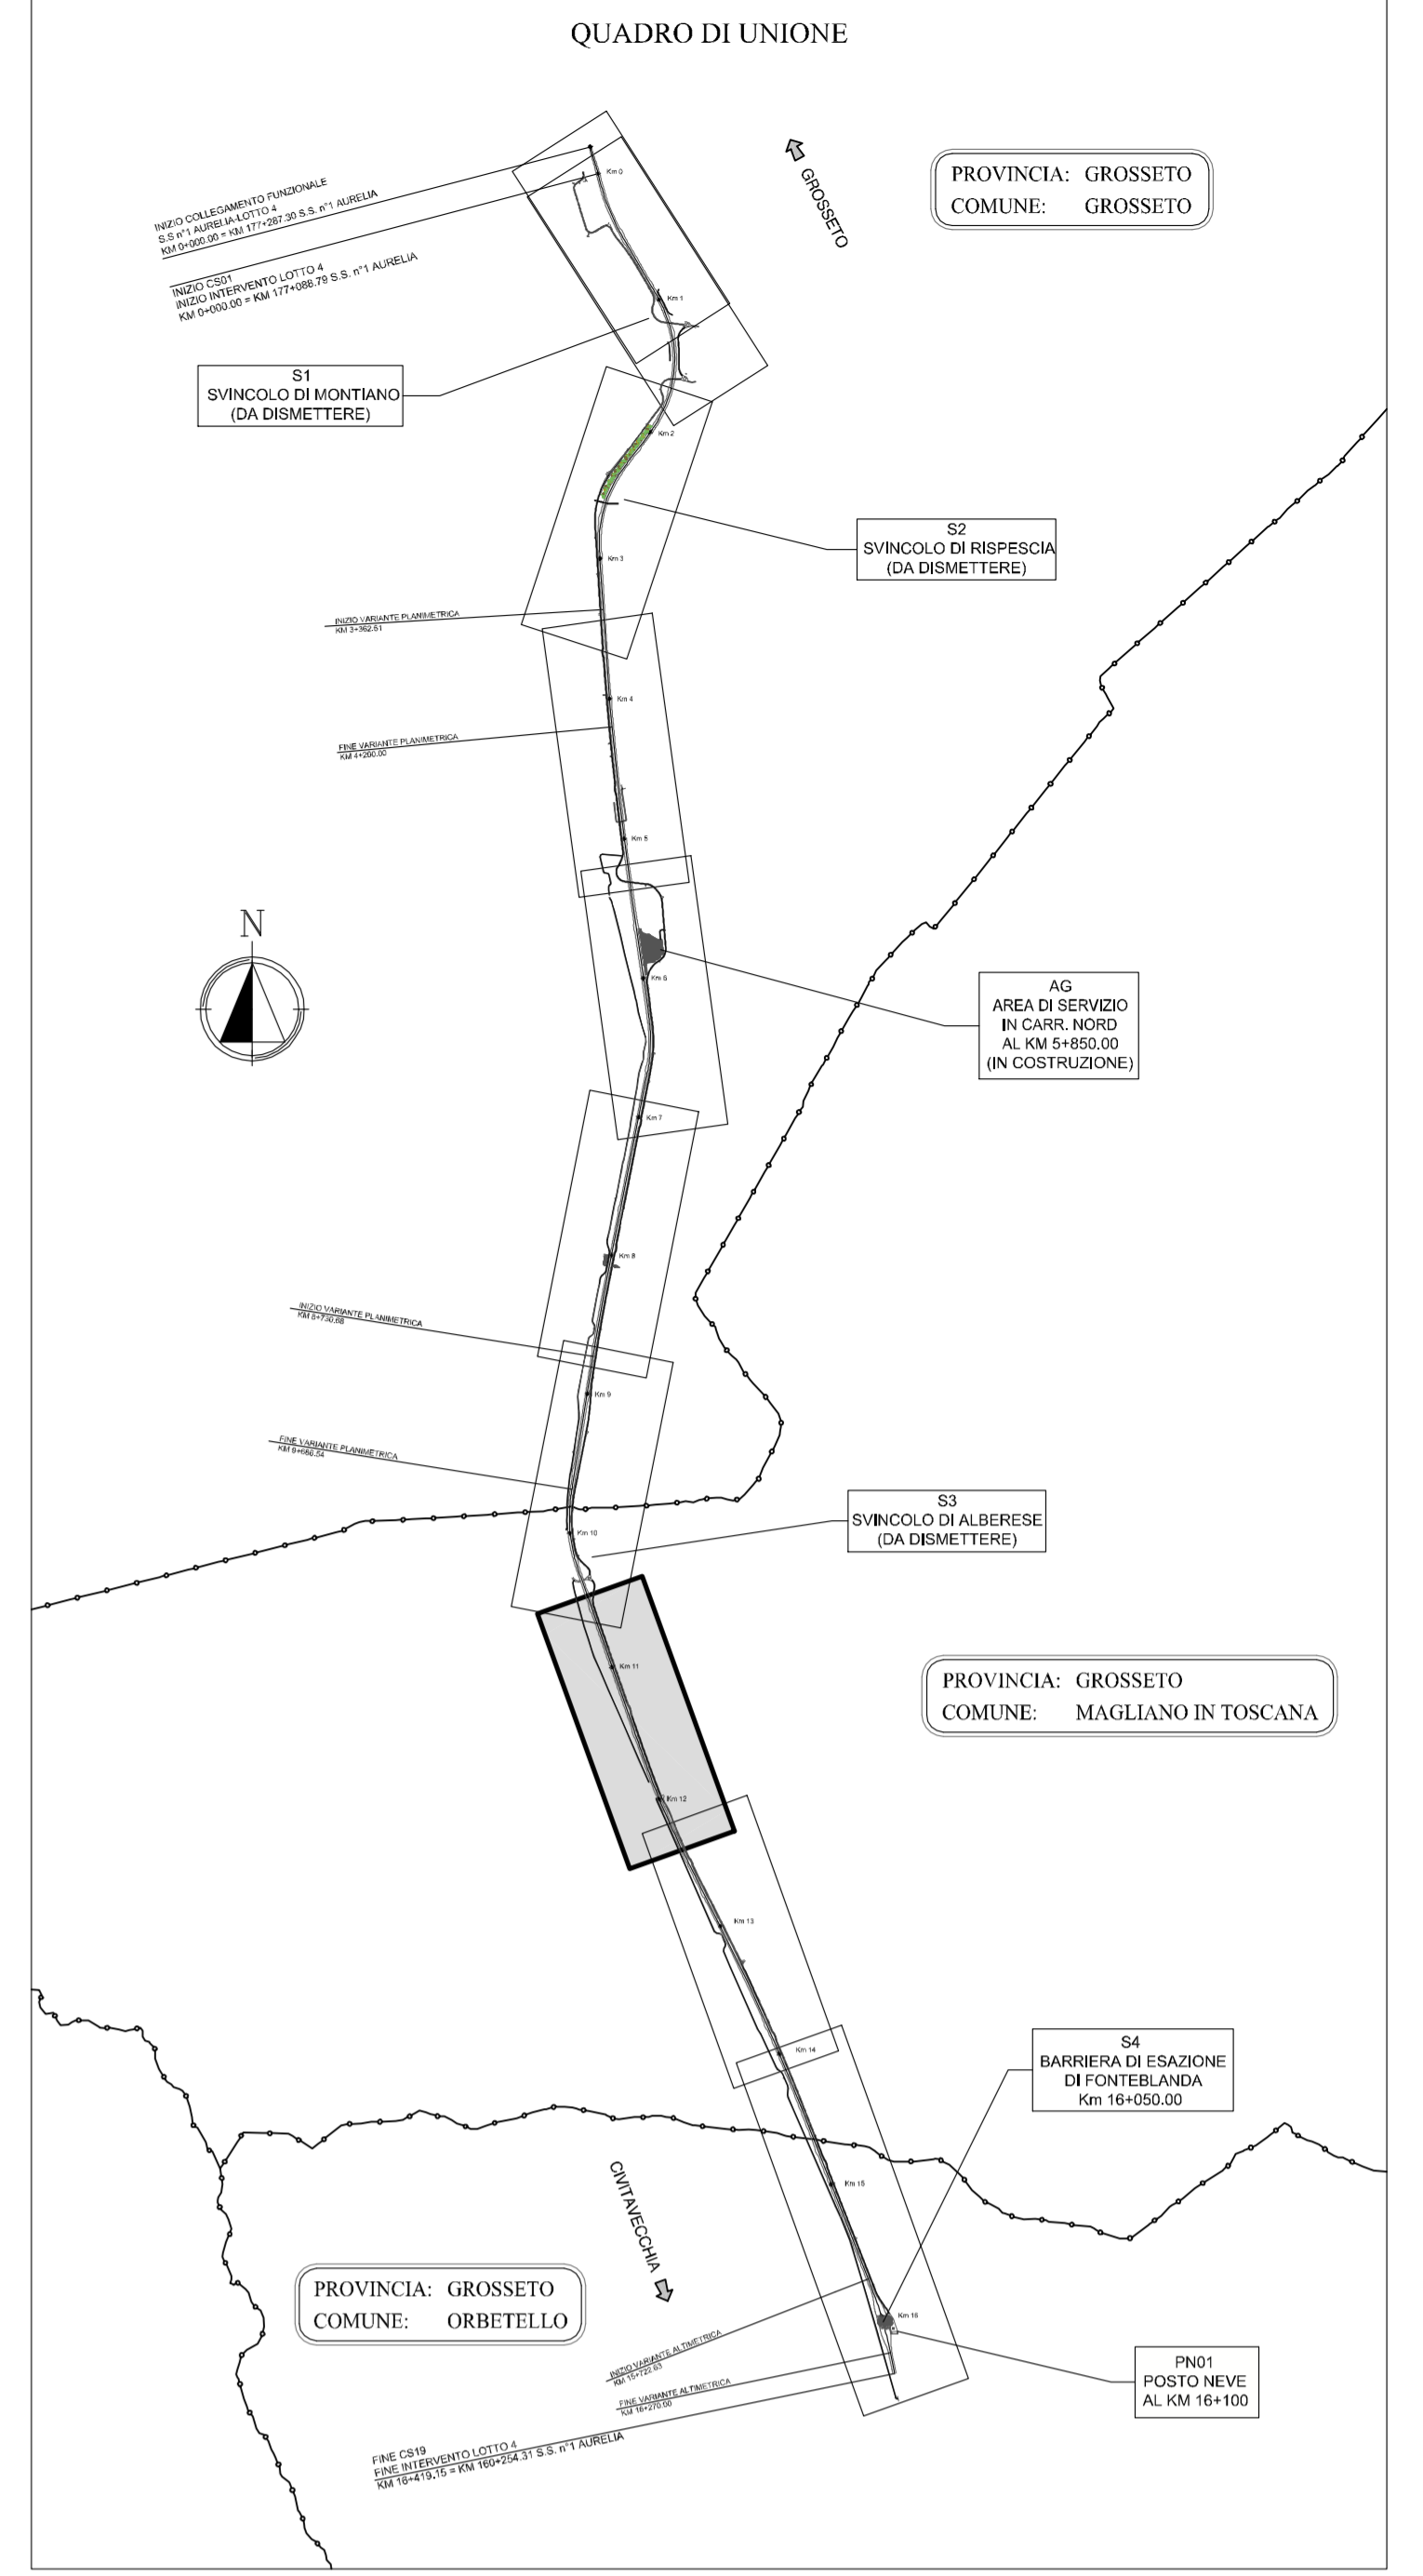 QUADRO DI UNIONE
GROSSETO
PROVINCIA: GROSSETO
COMUNE: GROSSETO
INIZIO COLLEGAMENTO FUNZIONALE
S.S n°1 AURELIA-LOTTO 4
KM 0+000.00 = KM 177+287.30 S.S. n°1 AURELIA
INIZIO CS01
INIZIO INTERVENTO LOTTO 4
KM 0+000.00 = KM 177+088.79 S.S. n°1 AURELIA
Km 0
Km 1
S1
SVINCOLO DI MONTIANO
(DA DISMETTERE)
Km 2
S2
SVINCOLO DI RISPESCIA
(DA DISMETTERE)
Km 3
INIZIO VARIANTE PLANIMETRICA
KM 3+362.61
Km 4
FINE VARIANTE PLANIMETRICA
KM 4+200.00
Km 5
N
Km 6
AG
AREA DI SERVIZIO
IN CARR. NORD
AL KM 5+850.00
(IN COSTRUZIONE)
Km 7
Km 8
INIZIO VARIANTE PLANIMETRICA
Km 9
FINE VARIANTE PLANIMETRICA
S3
SVINCOLO DI ALBERESE
(DA DISMETTERE)
Km 10
Km 11
PROVINCIA: GROSSETO
COMUNE: MAGLIANO IN TOSCANA
Km 12
Km 13
Km 14
S4
BARRIERA DI ESAZIONE
DI FONTEBLANDA
Km 16+050.00
Km 15
CIVITAVECCHIA
PROVINCIA: GROSSETO
COMUNE: ORBETELLO
Km 16
INIZIO VARIANTE ALTIMETRICA
KM 15+722.63
PN01
POSTO NEVE
AL KM 16+100
FINE VARIANTE ALTIMETRICA
KM 16+270.00
FINE CS19
FINE INTERVENTO LOTTO 4
KM 16+419.15 = KM 160+254.31 S.S. n°1 AURELIA